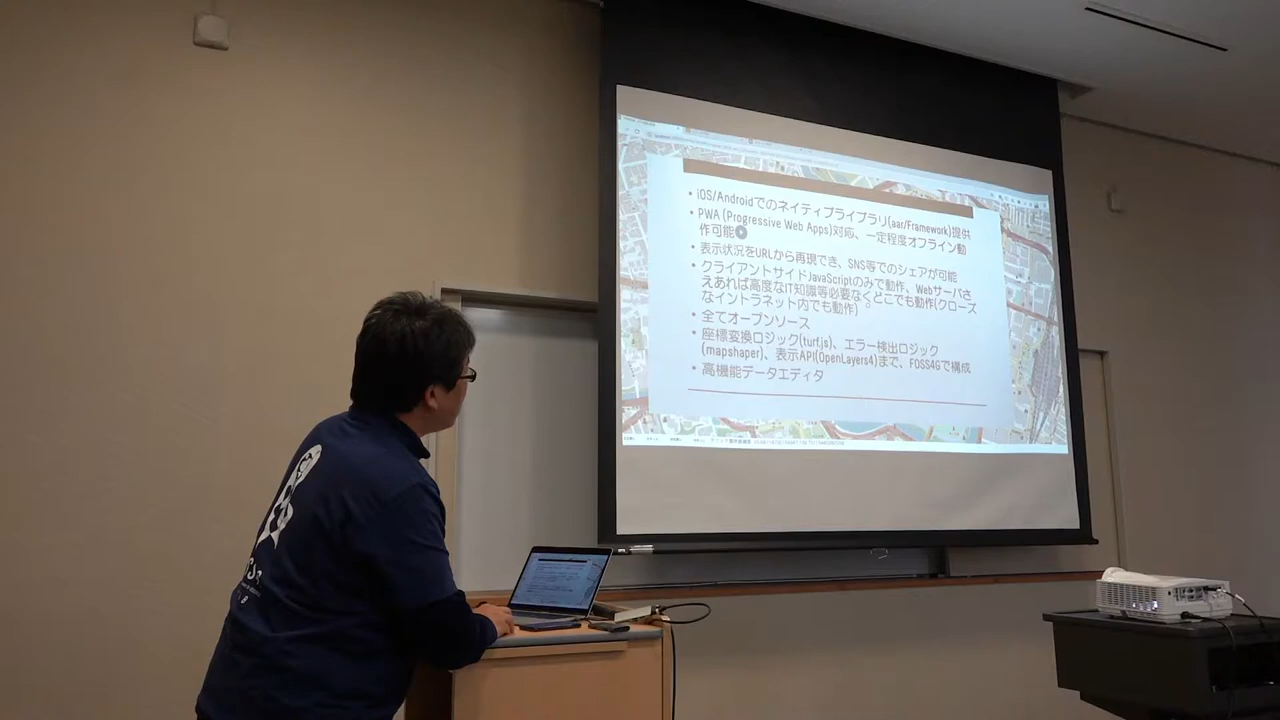 • iOS/Androidでのネイティブライブラリ(aar/Framework)提供
• PWA (Progressive Web Apps)対応、一定程度オフライン動
作可能
• 表示状況をURLから再現でき、SNS等でのシェアが可能
• クライアントサイドJavaScriptのみで動作、Webサーバさ
えあれば高度なIT知識等必要なくどこでも動作(クローズ
なイントラネット内でも動作)
• 全てオープンソース
• 座標変換ロジック(turf.js)、エラー検出ロジック
(mapshaper)、表示API(OpenLayers4)まで、FOSS4Gで構成
• 高機能データエディタ